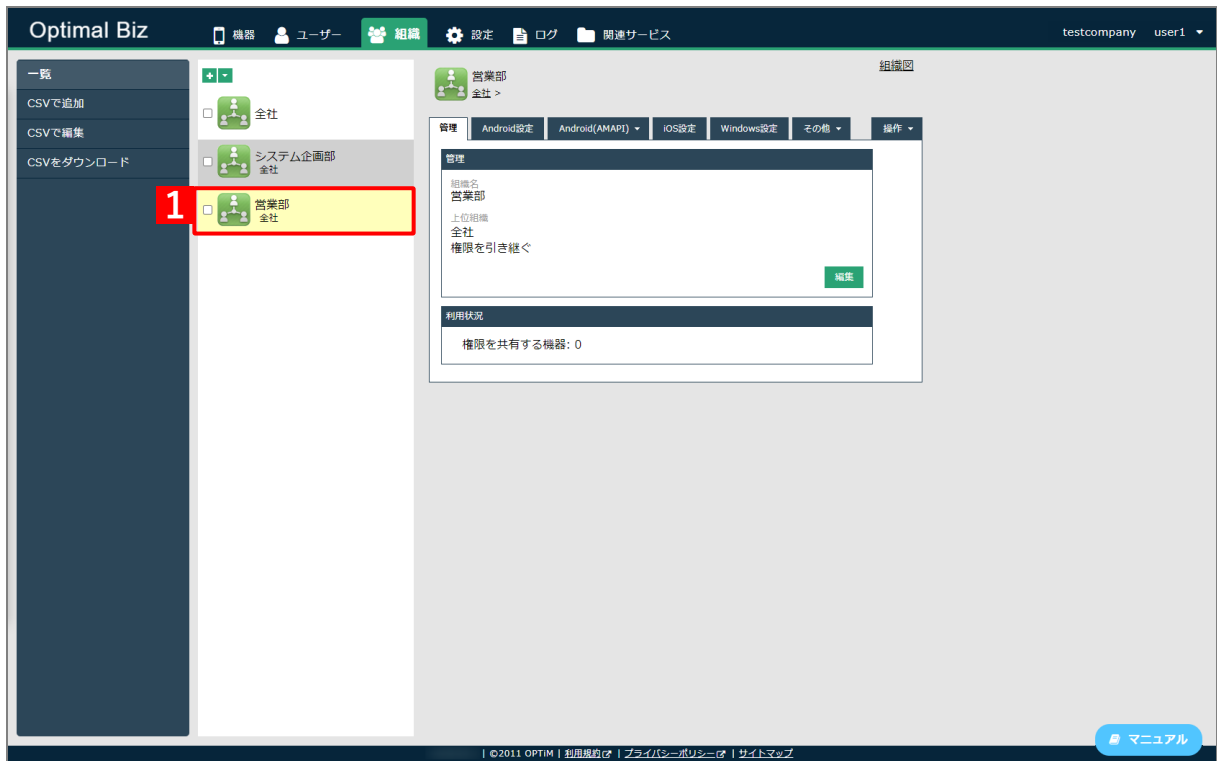 Optimal Biz 機器 ユーザー 組織 設定 ログ 関連サービス testcompany user1
一覧
CSVで追加
CSVで編集
CSVをダウンロード
全社
システム企画部
全社
1
営業部
全社
組織図
営業部
全社 >
管理 Android設定 Android(AMAPI) iOS設定 Windows設定 その他 操作
管理
組織名
営業部
上位組織
全社
権限を引き継ぐ
編集
利用状況
権限を共有する機器: 0
マニュアル
| ©2011 OPTiM | 利用規約 | プライバシーポリシー | サイトマップ